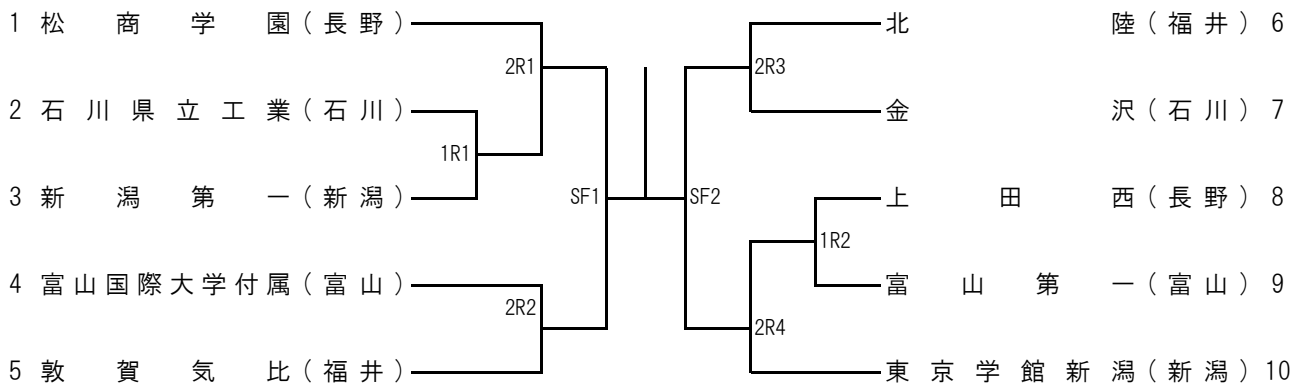 1 松商学園(長野)
2R1
2 石川県立工業(石川)
1R1
3 新潟第一(新潟)
SF1
4 富山国際大学付属(富山)
2R2
5 敦賀気比(福井)
北陸(福井) 6
2R3
金沢(石川) 7
SF2
上田西(長野) 8
1R2
富山第一(富山) 9
2R4
東京学館新潟(新潟) 10